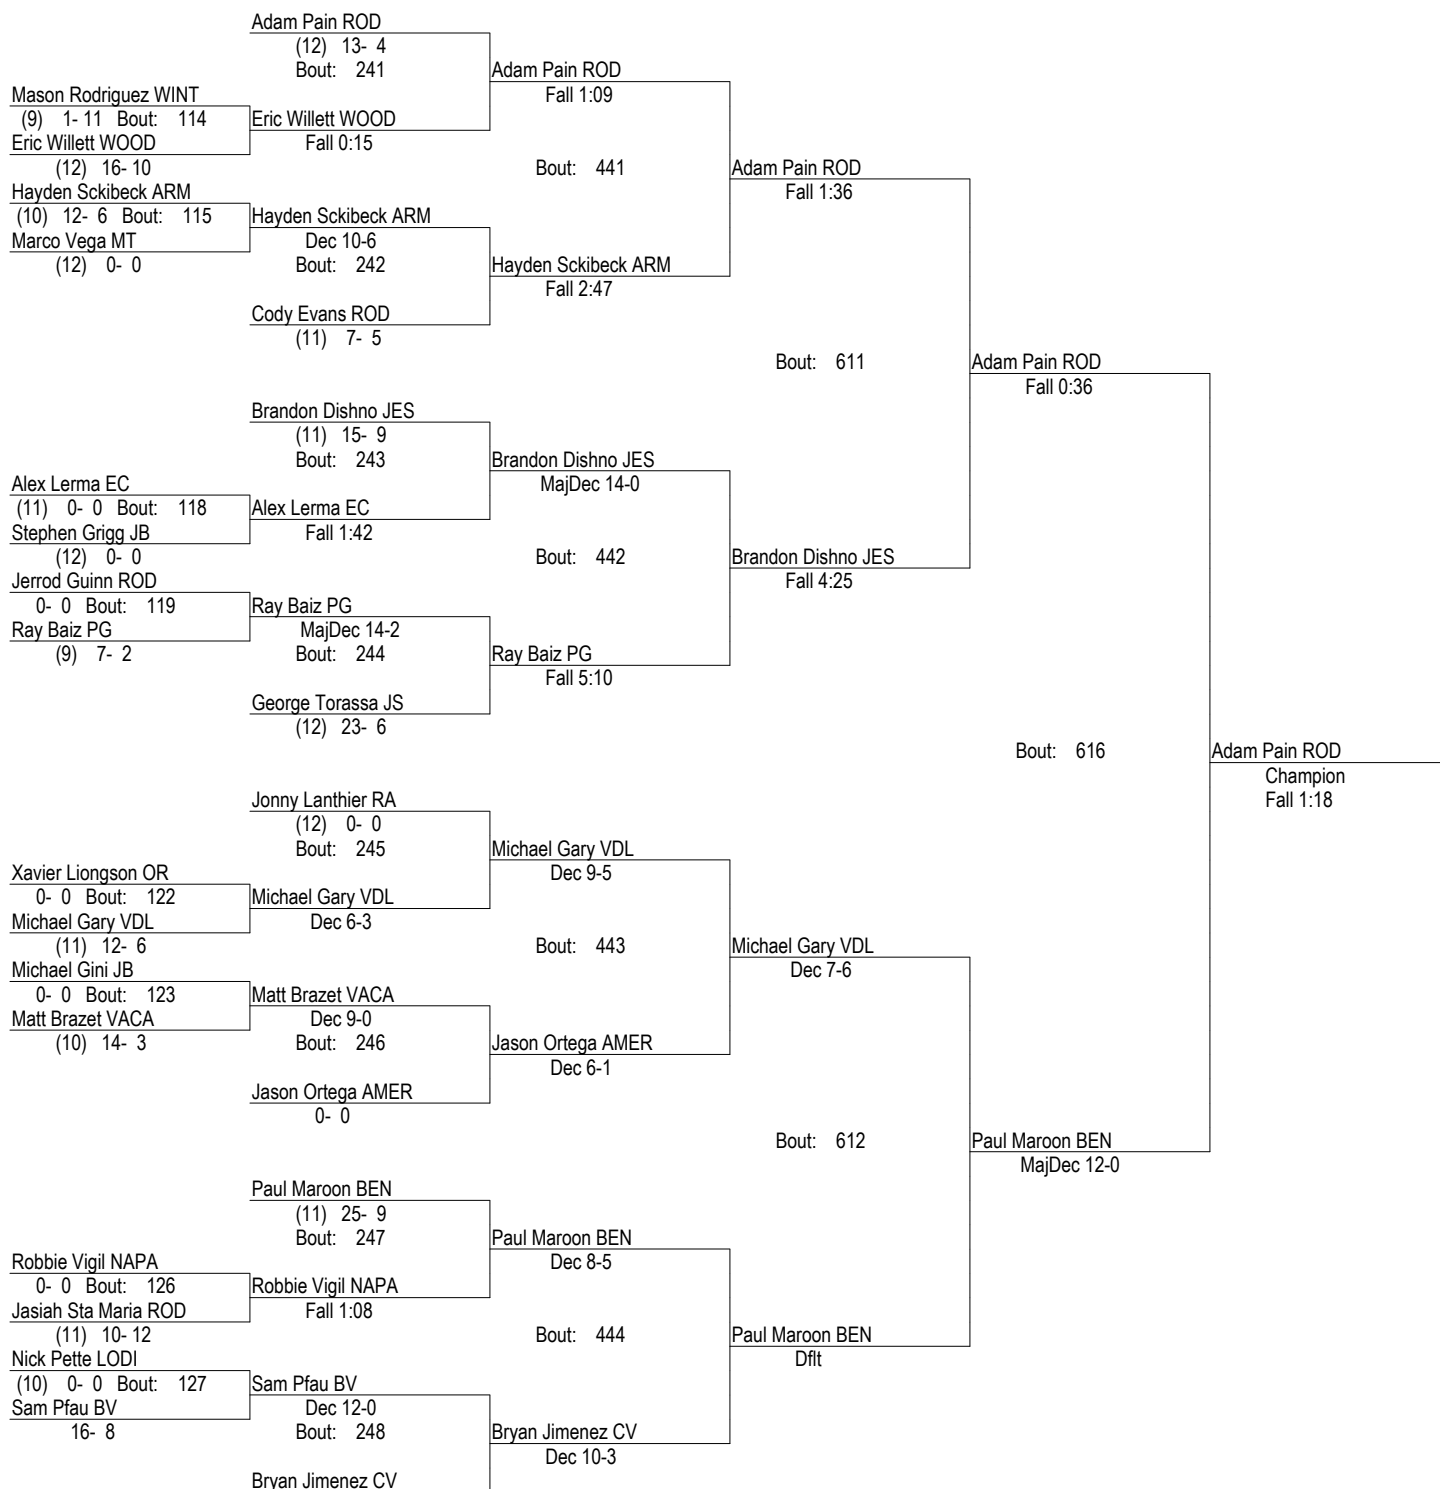 Adam Pain ROD
(12) 13- 4
Bout: 241
Adam Pain ROD
Fall 1:09
Mason Rodriguez WINT
(9) 1- 11 Bout: 114
Eric Willett WOOD
Fall 0:15
Eric Willett WOOD
(12) 16- 10
Bout: 441
Adam Pain ROD
Fall 1:36
Hayden Sckibeck ARM
(10) 12- 6 Bout: 115
Hayden Sckibeck ARM
Dec 10-6
Marco Vega MT
(12) 0- 0
Bout: 242
Hayden Sckibeck ARM
Fall 2:47
Cody Evans ROD
(11) 7- 5
Bout: 611
Adam Pain ROD
Fall 0:36
Brandon Dishno JES
(11) 15- 9
Bout: 243
Brandon Dishno JES
MajDec 14-0
Alex Lerma EC
(11) 0- 0 Bout: 118
Alex Lerma EC
Fall 1:42
Stephen Grigg JB
(12) 0- 0
Bout: 442
Brandon Dishno JES
Fall 4:25
Jerrod Guinn ROD
0- 0 Bout: 119
Ray Baiz PG
MajDec 14-2
Ray Baiz PG
(9) 7- 2
Bout: 244
Ray Baiz PG
Fall 5:10
George Torassa JS
(12) 23- 6
Bout: 616
Adam Pain ROD
Champion
Fall 1:18
Jonny Lanthier RA
(12) 0- 0
Bout: 245
Michael Gary VDL
Dec 9-5
Xavier Liongson OR
0- 0 Bout: 122
Michael Gary VDL
Dec 6-3
Michael Gary VDL
(11) 12- 6
Bout: 443
Michael Gary VDL
Dec 7-6
Michael Gini JB
0- 0 Bout: 123
Matt Brazet VACA
Dec 9-0
Matt Brazet VACA
(10) 14- 3
Bout: 246
Jason Ortega AMER
Dec 6-1
Jason Ortega AMER
0- 0
Bout: 612
Paul Maroon BEN
MajDec 12-0
Paul Maroon BEN
(11) 25- 9
Bout: 247
Paul Maroon BEN
Dec 8-5
Robbie Vigil NAPA
0- 0 Bout: 126
Robbie Vigil NAPA
Fall 1:08
Jasiah Sta Maria ROD
(11) 10- 12
Bout: 444
Paul Maroon BEN
Dflt
Nick Pette LODI
(10) 0- 0 Bout: 127
Sam Pfau BV
Dec 12-0
Sam Pfau BV
16- 8
Bout: 248
Bryan Jimenez CV
Dec 10-3
Bryan Jimenez CV